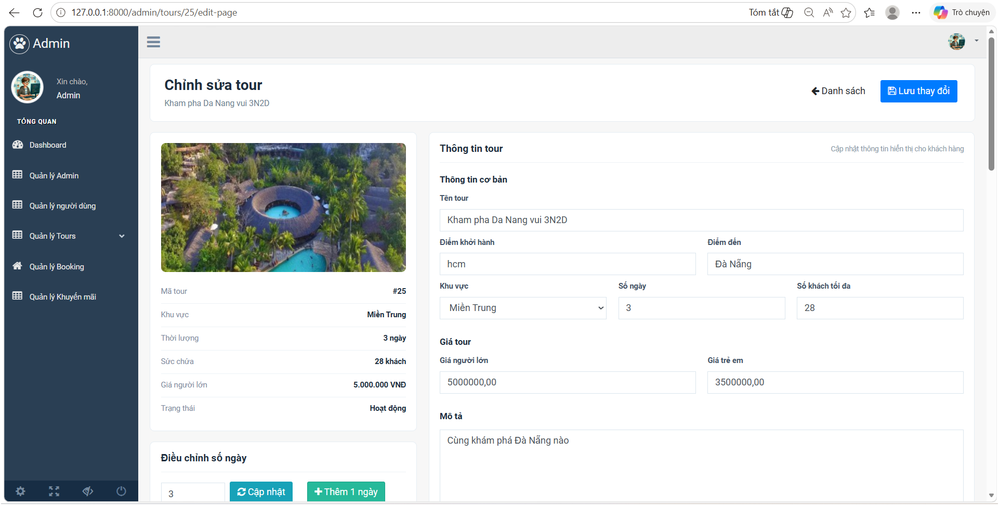 127.0.0.1:8000/admin/tours/25/edit-page
Tóm tắt
Trò chuyện
Admin
Xin chào,
Admin
TỔNG QUAN
Dashboard
Quản lý Admin
Quản lý người dùng
Quản lý Tours
Quản lý Booking
Quản lý Khuyến mãi
Chỉnh sửa tour
Kham pha Da Nang vui 3N2D
Danh sách
Lưu thay đổi
Mã tour #25
Khu vực Miền Trung
Thời lượng 3 ngày
Sức chứa 28 khách
Giá người lớn 5.000.000 VNĐ
Trạng thái Hoạt động
Điều chỉnh số ngày
3 Cập nhật Thêm 1 ngày
Thông tin tour
Cập nhật thông tin hiển thị cho khách hàng
Thông tin cơ bản
Tên tour
Kham pha Da Nang vui 3N2D
Điểm khởi hành Điểm đến
hcm Đà Nẵng
Khu vực Số ngày Số khách tối đa
Miền Trung 3 28
Giá tour
Giá người lớn Giá trẻ em
5000000,00 3500000,00
Mô tả
Cùng khám phá Đà Nẵng nào